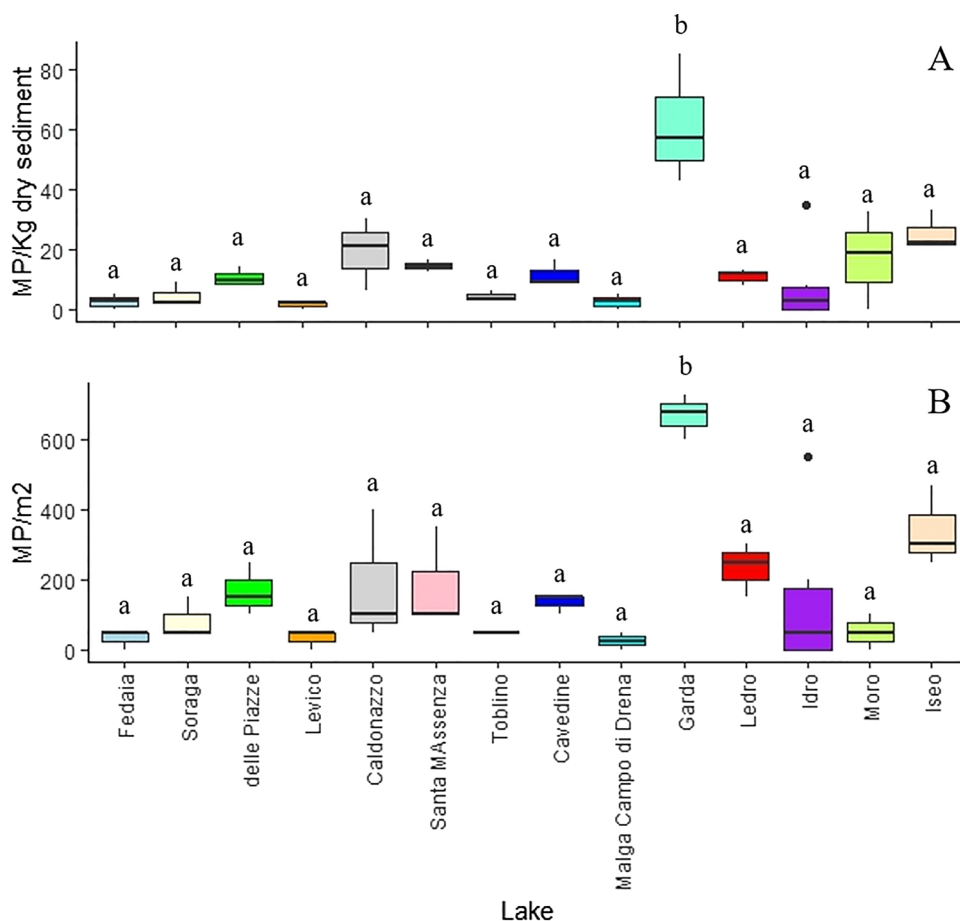 b
A
80
60
40
20
0
MP/Kg dry sediment
a a a a a a a a a a a a a
b
B
600
400
200
0
MP/m2
a a a a a a a a a a a a a
Fedaia
Soraga
delle Piazze
Levico
Caldonazzo
Santa MAssenza
Toblino
Cavedine
Malga Campo di Drena
Garda
Ledro
Idro
Moro
Iseo
Lake